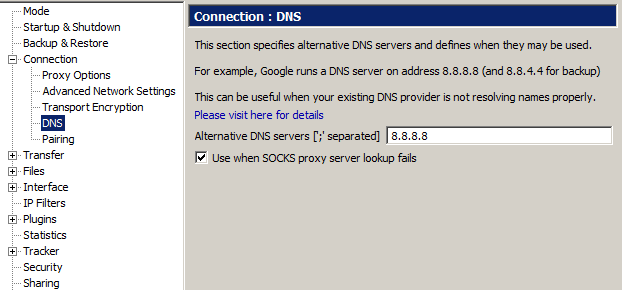 Mode
Startup & Shutdown
Backup & Restore
Connection
Proxy Options
Advanced Network Settings
Transport Encryption
DNS
Pairing
Transfer
Files
Interface
IP Filters
Plugins
Statistics
Tracker
Security
Sharing
Connection : DNS
This section specifies alternative DNS servers and defines when they may be used.
For example, Google runs a DNS server on address 8.8.8.8 (and 8.8.4.4 for backup)
This can be useful when your existing DNS provider is not resolving names properly.
Please visit here for details
Alternative DNS servers [';' separated] 8.8.8.8
Use when SOCKS proxy server lookup fails